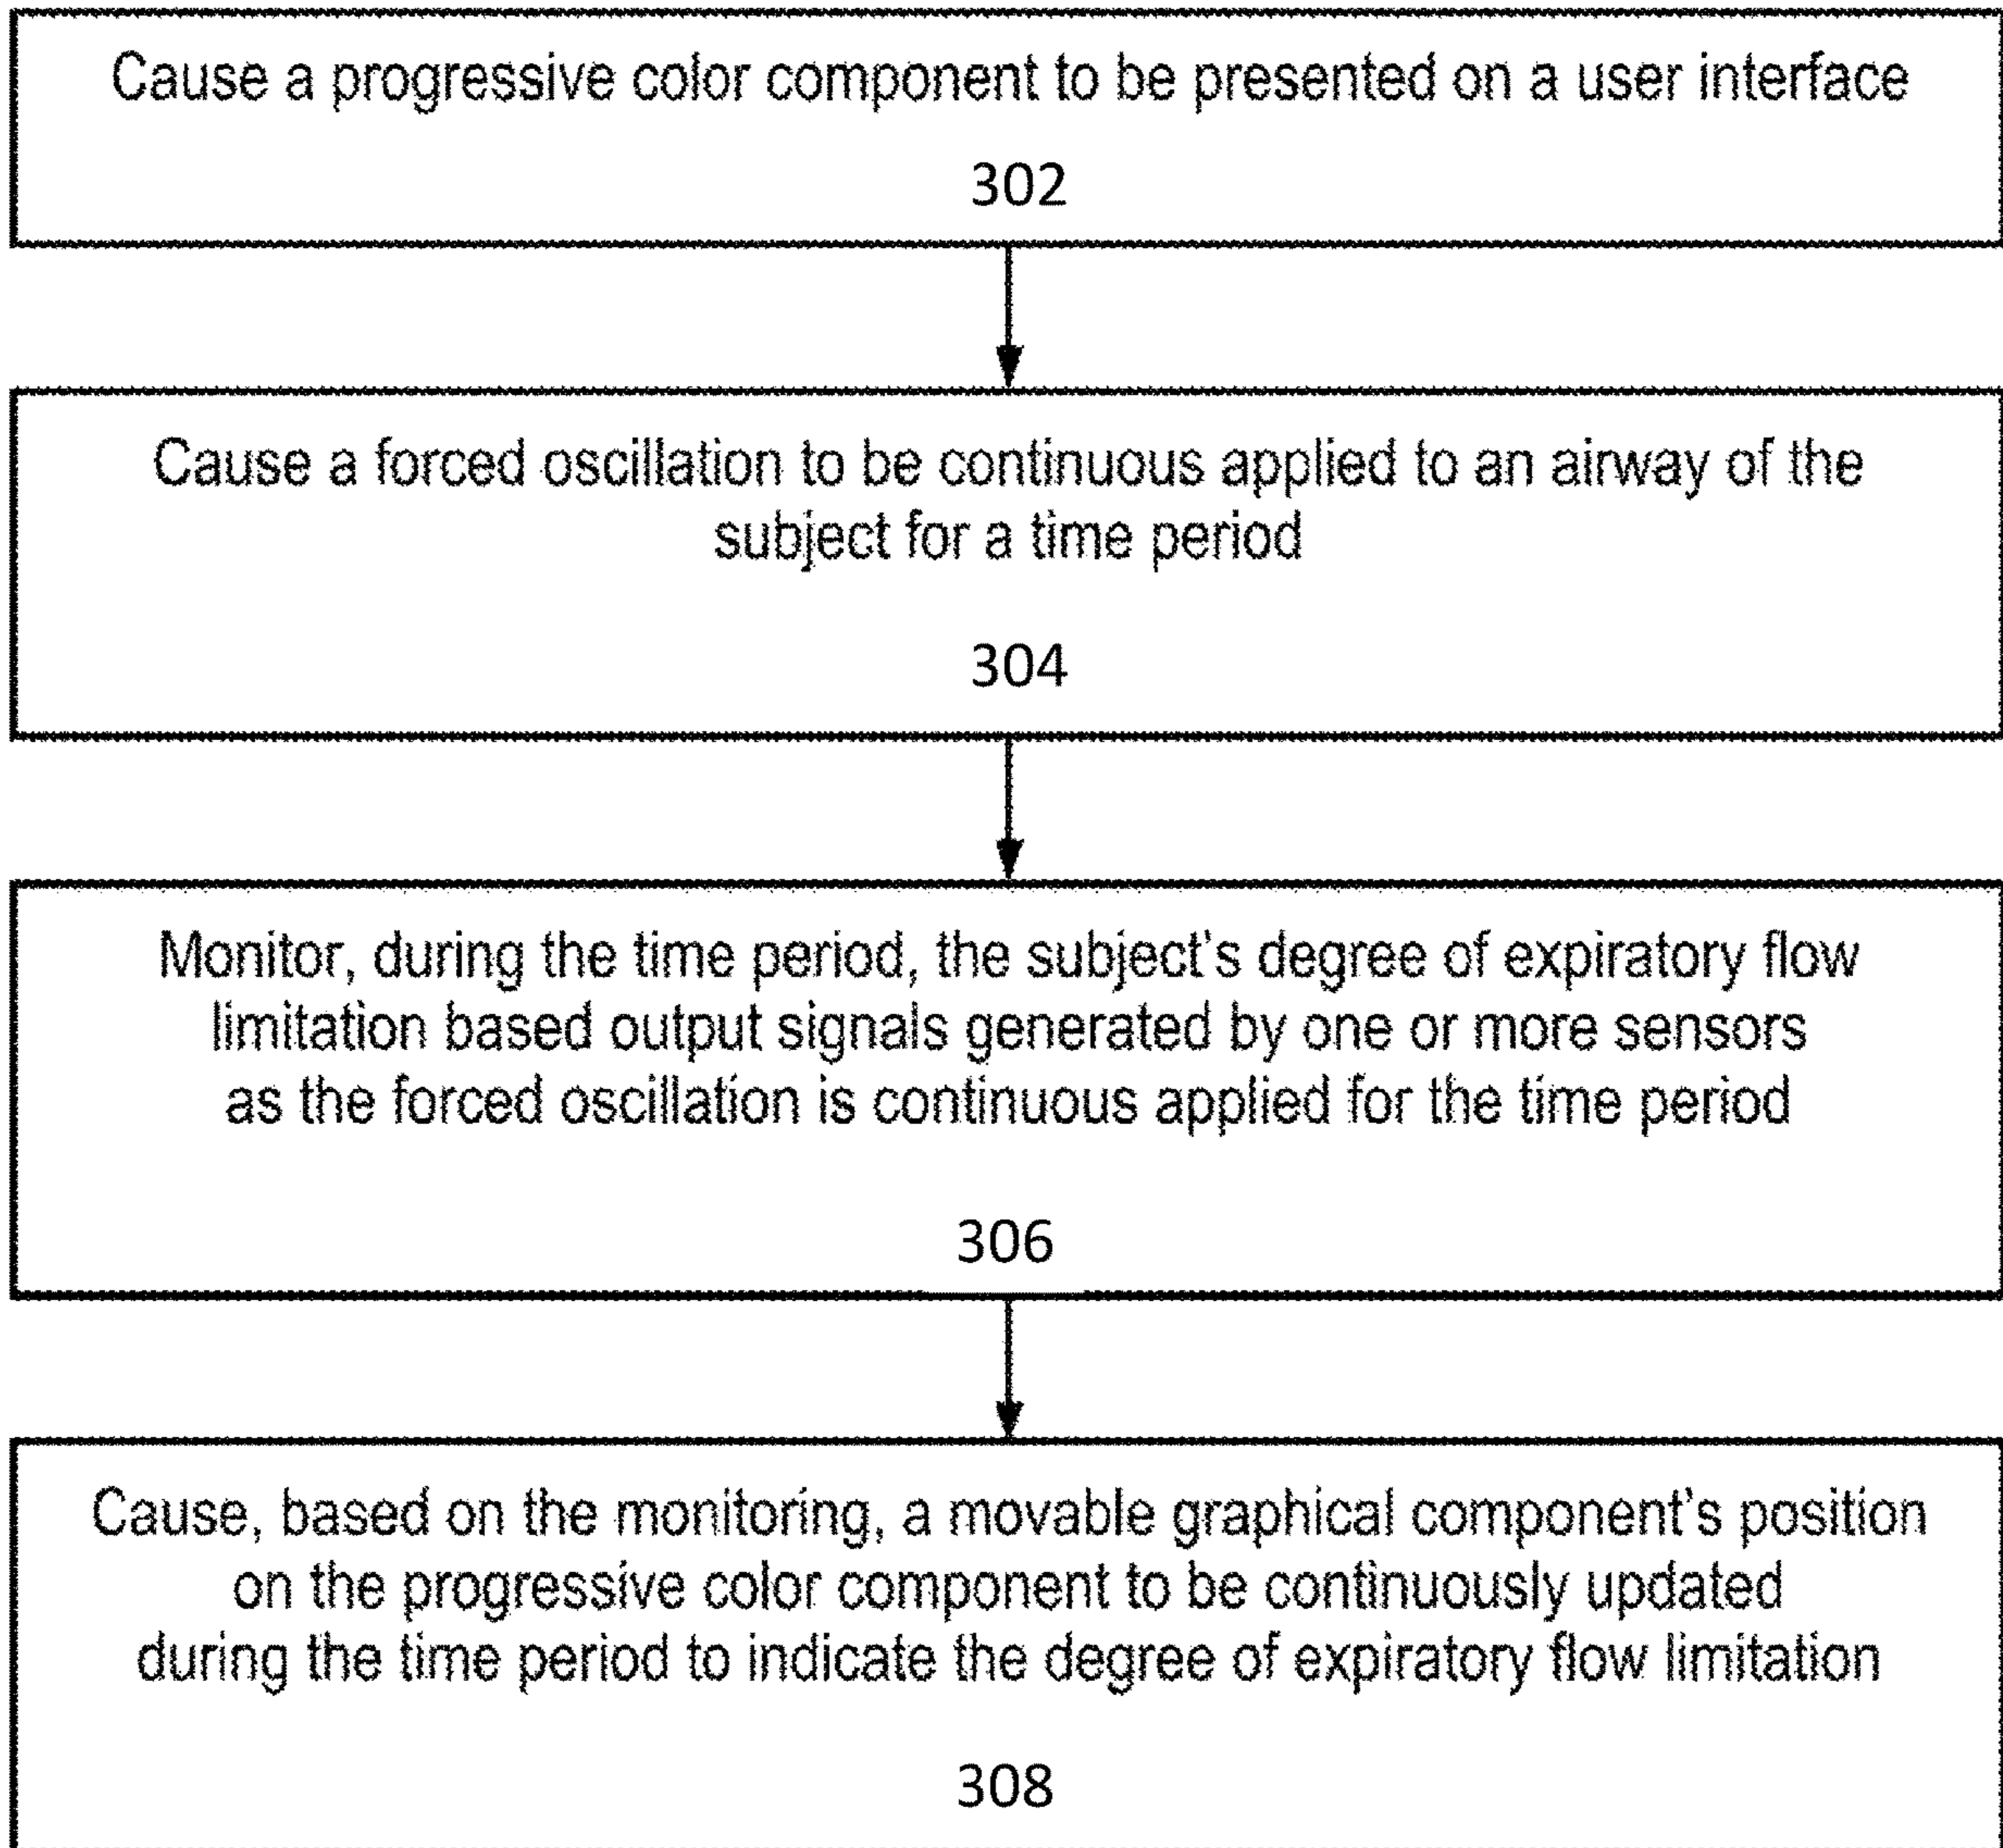 Cause a progressive color component to be presented on a user interface
302
Cause a forced oscillation to be continuous applied to an airway of the
subject for a time period
304
Monitor, during the time period, the subject's degree of expiratory flow
limitation based output signals generated by one or more sensors
as the forced oscillation is continuous applied for the time period
306
Cause, based on the monitoring, a movable graphical component's position
on the progressive color component to be continuously updated
during the time period to indicate the degree of expiratory flow limitation
308